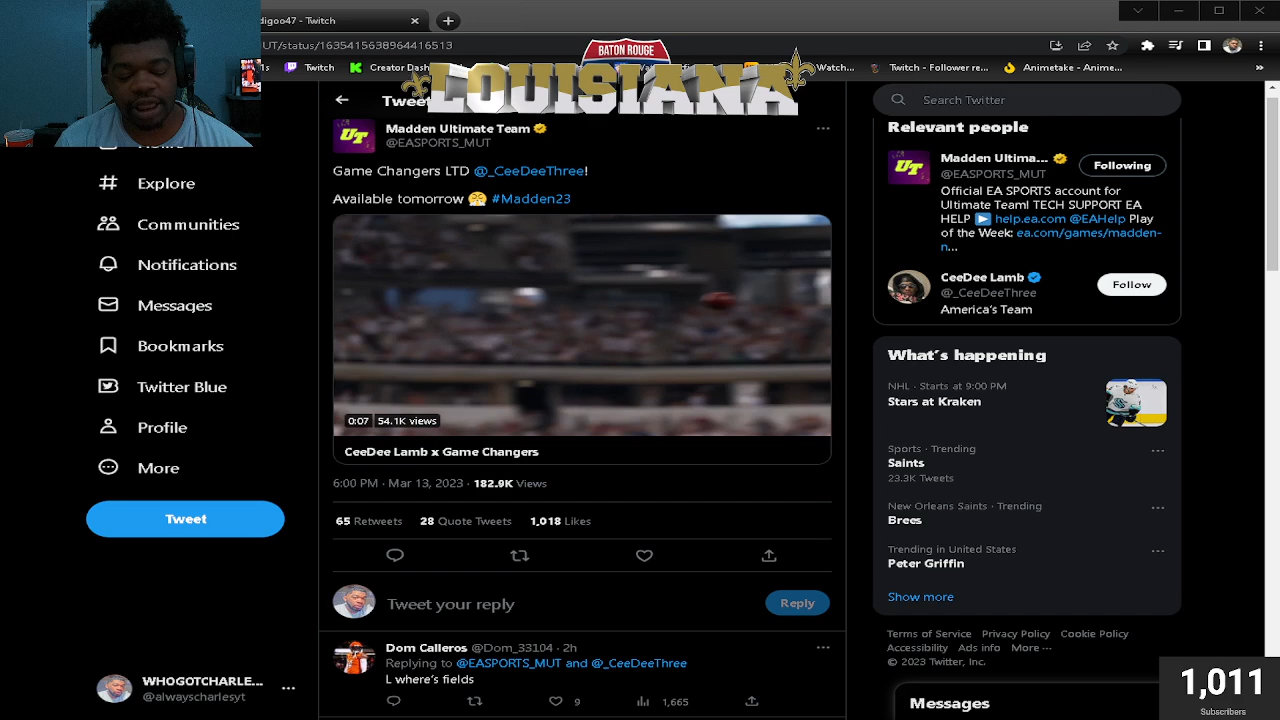 digoo47 - Twitch
UT/status/1635415638964416513
Twitch
Creator Dash
Watch...
Twitch - Follower re...
Animetake - Anime...
»
BATON ROUGE
LOUISIANA
Tweet
Search Twitter
Explore
Communities
Notifications
Messages
Bookmarks
Twitter Blue
Profile
More
Tweet
WHOGOTCHARLE...
@alwayscharlesyt
UT
Madden Ultimate Team
@EASPORTS_MUT
Game Changers LTD @_CeeDeeThree!
Available tomorrow 😤 #Madden23
0:07 54.1K views
CeeDee Lamb x Game Changers
6:00 PM · Mar 13, 2023 · 182.9K Views
65 Retweets 28 Quote Tweets 1,018 Likes
Tweet your reply
Reply
Dom Calleros @Dom_33104 · 2h
Replying to @EASPORTS_MUT and @_CeeDeeThree
L where's fields
9
1,665
Relevant people
UT
Madden Ultima...
@EASPORTS_MUT
Following
Official EA SPORTS account for
Ultimate Team! TECH SUPPORT EA
HELP ▶️ help.ea.com @EAHelp Play
of the Week: ea.com/games/madden-
n...
CeeDee Lamb
@_CeeDeeThree
Follow
America's Team
What's happening
NHL · Starts at 9:00 PM
Stars at Kraken
Sports · Trending
Saints
23.3K Tweets
New Orleans Saints · Trending
Brees
Trending in United States
Peter Griffin
Show more
Terms of Service Privacy Policy Cookie Policy
Accessibility Ads info More ···
© 2023 Twitter, Inc.
Messages
1,011
Subscribers